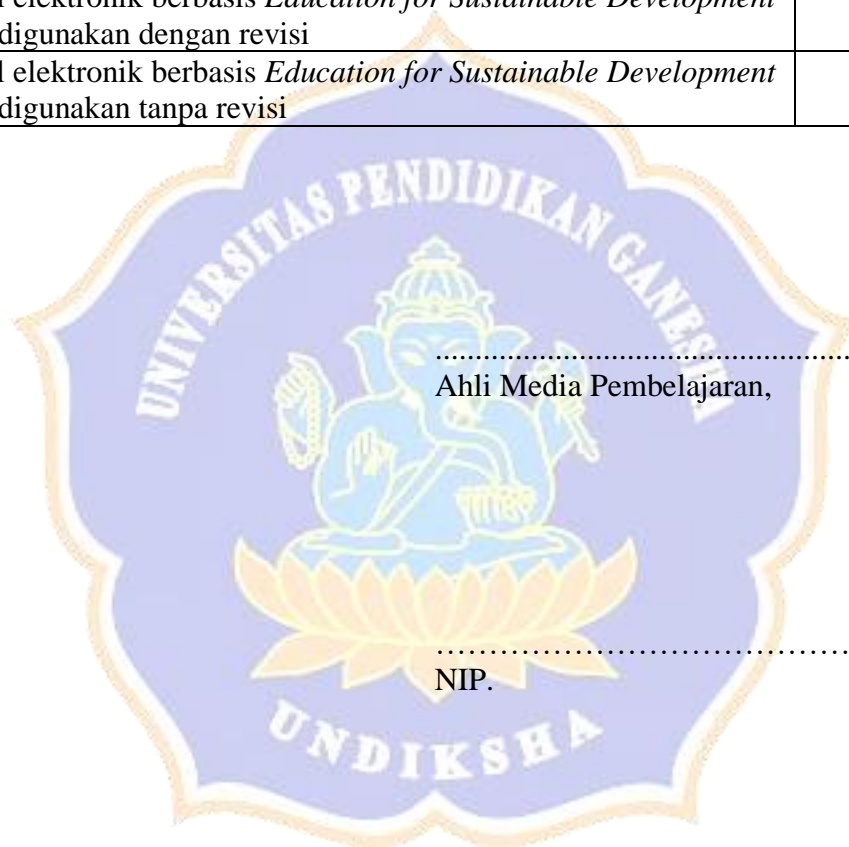 l elektronik berbasis Education for Sustainable Development
digunakan dengan revisi
l elektronik berbasis Education for Sustainable Development
digunakan tanpa revisi
UNIVERSITAS PENDIDIKAN GANESHA
..................................................
Ahli Media Pembelajaran,
……………………………………
NIP.
UNDIKSHA